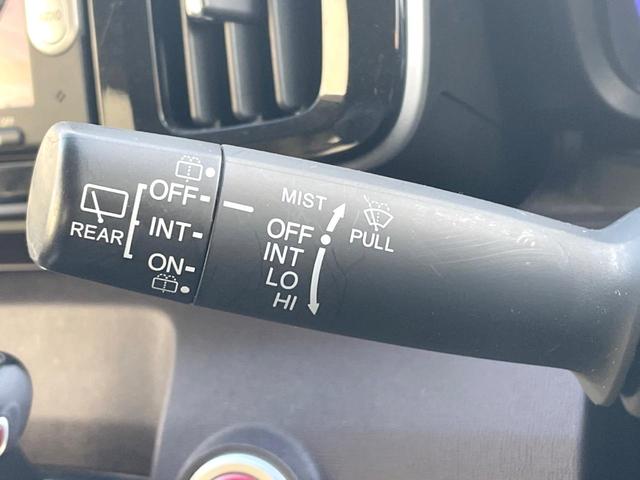 OFF-
INT-
ON-
REAR
MIST
OFF
INT
LO
HI
PULL